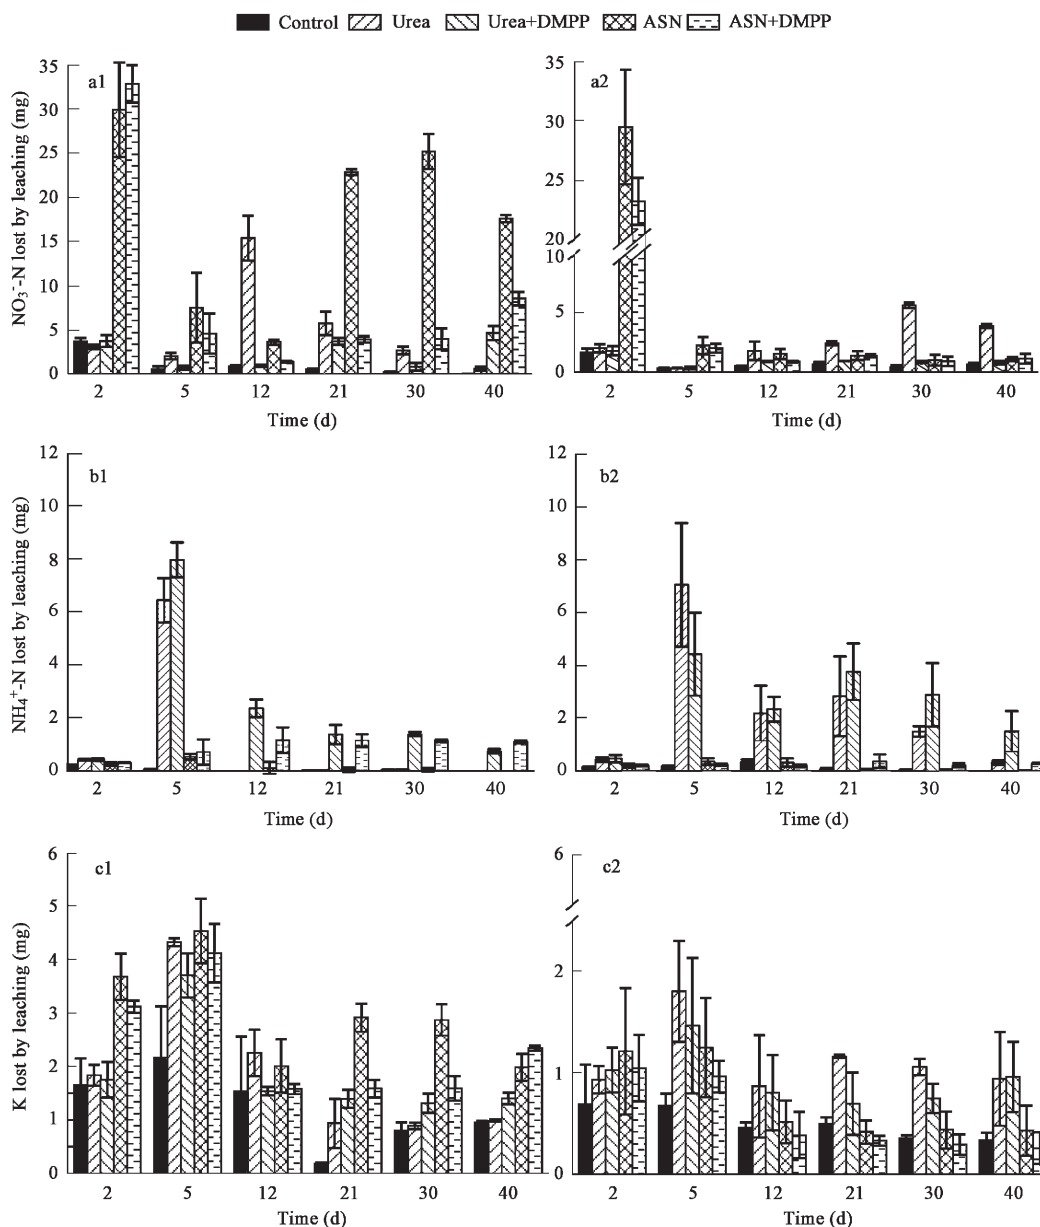 Control Urea Urea+DMPP ASN ASN+DMPP
NO₃⁻-N lost by leaching (mg)
35
30
25
20
15
10
5
0
a1
2 5 12 21 30 40
Time (d)
35
30
25
20
10
5
0
a2
2 5 12 21 30 40
Time (d)
NH₄⁺-N lost by leaching (mg)
12
10
8
6
4
2
0
b1
2 5 12 21 30 40
Time (d)
12
10
8
6
4
2
0
b2
2 5 12 21 30 40
Time (d)
K lost by leaching (mg)
6
5
4
3
2
1
0
c1
2 5 12 21 30 40
Time (d)
6
2
1
0
c2
2 5 12 21 30 40
Time (d)